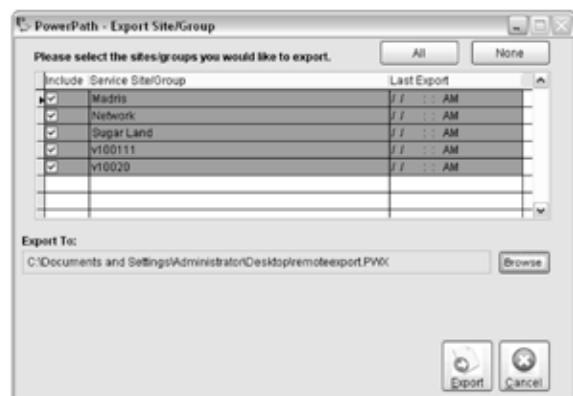 PowerPath - Export Site/Group
Please select the sites/groups you would like to export.
All
None
Include Service Site/Group Last Export
Madris / / : : AM
Network / / : : AM
Sugar Land / / : : AM
v100111 / / : : AM
v10020 / / : : AM
Export To:
C:\Documents and Settings\Administrator\Desktop\remoteexport.PWX
Browse
Export
Cancel